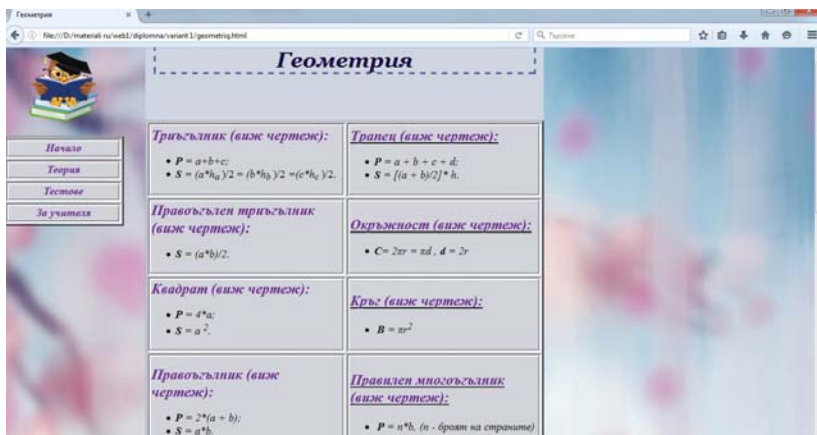 Геометрия
file:///D:/materiali ru/web1/diplomna/variant 1/geometriq.html
Търсене
Геометрия
Начало
Теория
Тестове
За учителя
Триъгълник (виж чертеж):
P = a+b+c;
S = (a*ha )/2 = (b*hb )/2 =(c*hc )/2.
Трапец (виж чертеж):
P = a + b + c + d;
S = [(a + b)/2]* h.
Правоъгълен триъгълник
(виж чертеж):
S = (a*b)/2.
Окръжност (виж чертеж):
C= 2πr = πd , d = 2r
Квадрат (виж чертеж):
P = 4*a;
S = a 2.
Кръг (виж чертеж):
B = πr2
Правоъгълник (виж
чертеж):
P = 2*(a + b);
S = a*b.
Правилен многоъгълник
(виж чертеж):
P = n*b, (n - броят на страните)